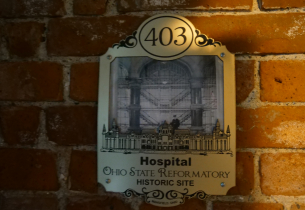 403
Hospital
OHIO STATE REFORMATORY
HISTORIC SITE